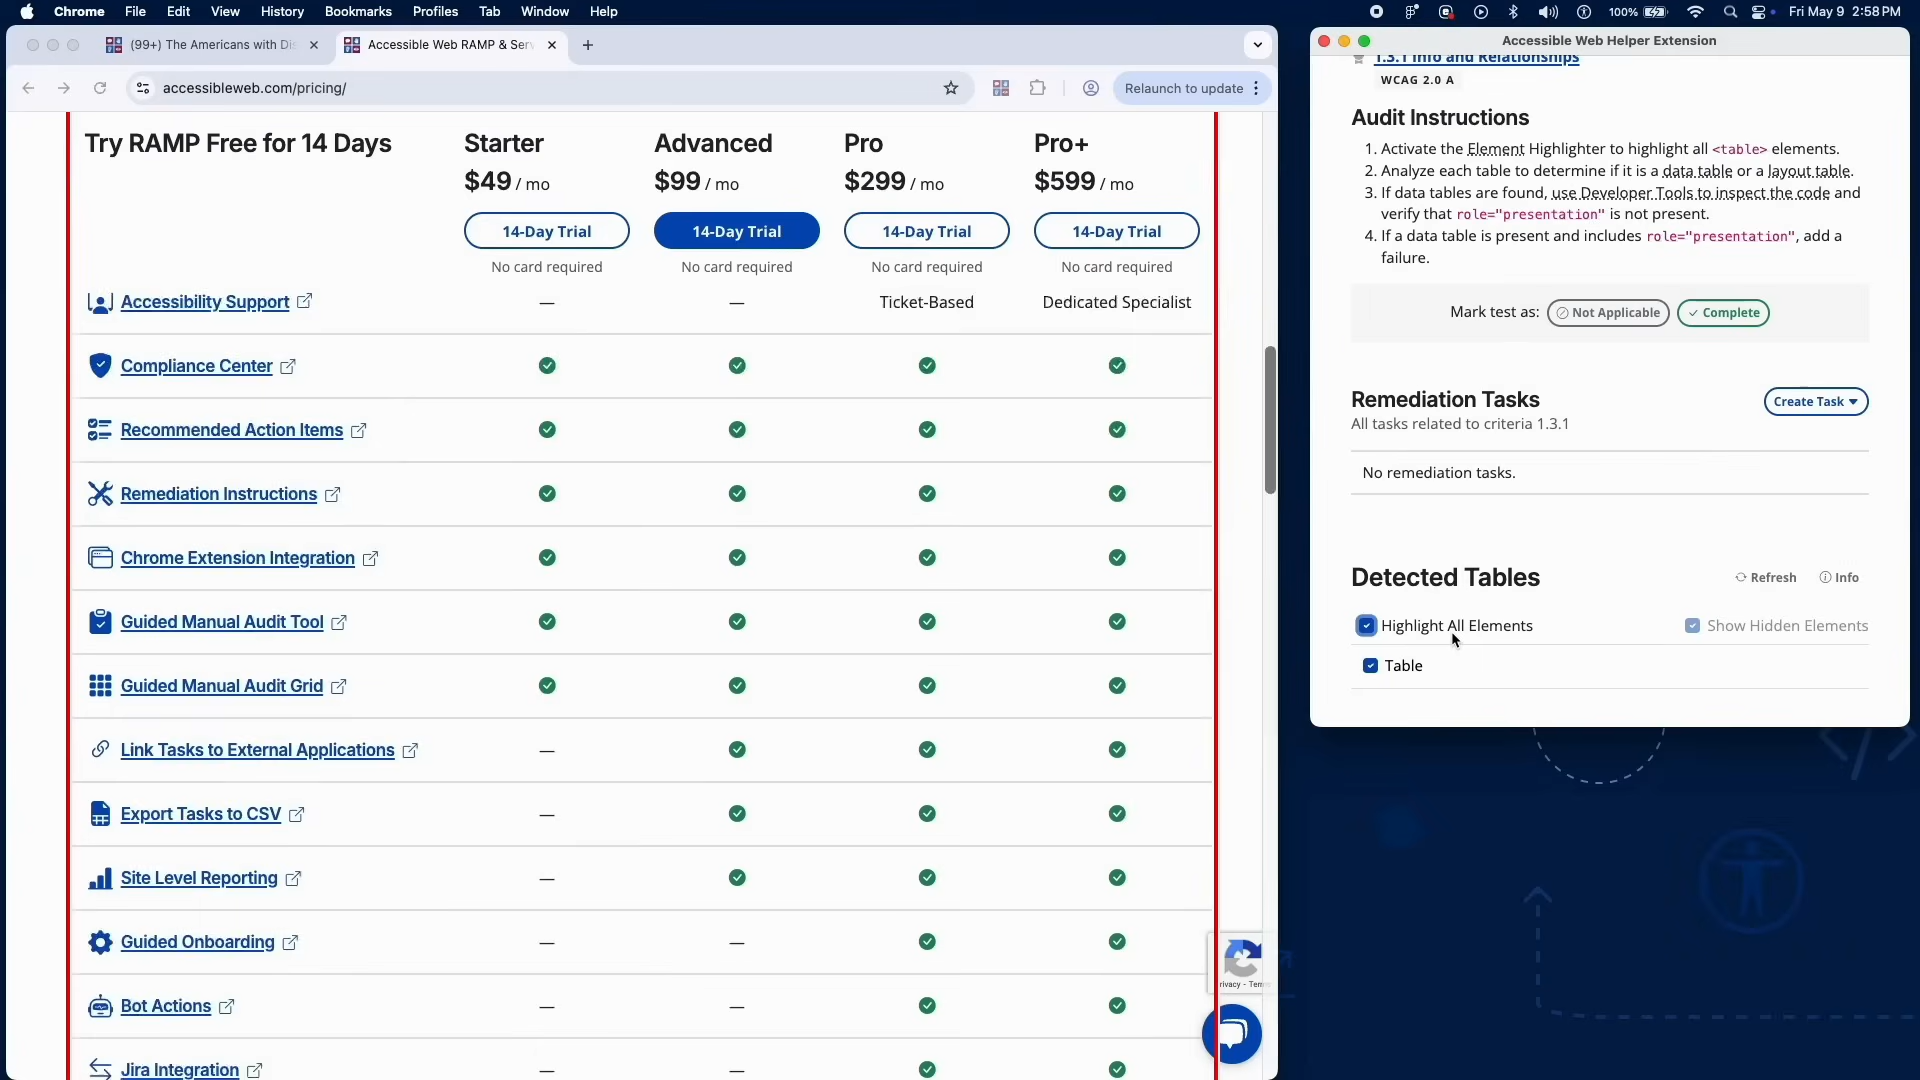 Chrome File Edit View History Bookmarks Profiles Tab Window Help
100% Fri May 9 2:58 PM
(99+) The Americans with Di
Accessible Web RAMP & Ser
accessibleweb.com/pricing/
Relaunch to update
Try RAMP Free for 14 Days
Starter
$49 / mo
14-Day Trial
No card required
Advanced
$99 / mo
14-Day Trial
No card required
Pro
$299 / mo
14-Day Trial
No card required
Pro+
$599 / mo
14-Day Trial
No card required
Accessibility Support — — Ticket-Based Dedicated Specialist
Compliance Center
Recommended Action Items
Remediation Instructions
Chrome Extension Integration
Guided Manual Audit Tool
Guided Manual Audit Grid
Link Tasks to External Applications —
Export Tasks to CSV —
Site Level Reporting —
Guided Onboarding — —
Bot Actions — —
Jira Integration — —
Accessible Web Helper Extension
1.3.1 Info and Relationships
WCAG 2.0 A
Audit Instructions
1. Activate the Element Highlighter to highlight all <table> elements.
2. Analyze each table to determine if it is a data table or a layout table.
3. If data tables are found, use Developer Tools to inspect the code and
verify that role="presentation" is not present.
4. If a data table is present and includes role="presentation", add a
failure.
Mark test as: Not Applicable Complete
Remediation Tasks
Create Task
All tasks related to criteria 1.3.1
No remediation tasks.
Detected Tables
Refresh Info
Highlight All Elements
Show Hidden Elements
Table